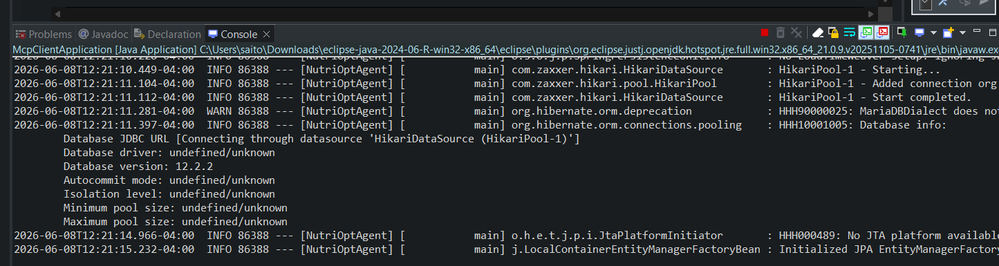 Problems @ Javadoc Declaration Console
McpClientApplication [Java Application] C:\Users\saito\Downloads\eclipse-java-2024-06-R-win32-x86_64\eclipse\plugins\org.eclipse.justj.openjdk.hotspot.jre.full.win32.x86_64_21.0.9.v20251105-0741\jre\bin\javaw.ex
2026-06-08T12:21:10.449-04:00  INFO 86388 --- [NutriOptAgent] [           main] com.zaxxer.hikari.HikariDataSource       : HikariPool-1 - Starting...
2026-06-08T12:21:11.104-04:00  INFO 86388 --- [NutriOptAgent] [           main] com.zaxxer.hikari.pool.HikariPool        : HikariPool-1 - Added connection org
2026-06-08T12:21:11.112-04:00  INFO 86388 --- [NutriOptAgent] [           main] com.zaxxer.hikari.HikariDataSource       : HikariPool-1 - Start completed.
2026-06-08T12:21:11.281-04:00  WARN 86388 --- [NutriOptAgent] [           main] org.hibernate.orm.deprecation            : HHH90000025: MariaDBDialect does no
2026-06-08T12:21:11.397-04:00  INFO 86388 --- [NutriOptAgent] [           main] org.hibernate.orm.connections.pooling    : HHH10001005: Database info:
Database JDBC URL [Connecting through datasource 'HikariDataSource (HikariPool-1)']
Database driver: undefined/unknown
Database version: 12.2.2
Autocommit mode: undefined/unknown
Isolation level: undefined/unknown
Minimum pool size: undefined/unknown
Maximum pool size: undefined/unknown
2026-06-08T12:21:14.966-04:00  INFO 86388 --- [NutriOptAgent] [           main] o.h.e.t.j.p.i.JtaPlatformInitiator       : HHH000489: No JTA platform available
2026-06-08T12:21:15.232-04:00  INFO 86388 --- [NutriOptAgent] [           main] j.LocalContainerEntityManagerFactoryBean : Initialized JPA EntityManagerFactory